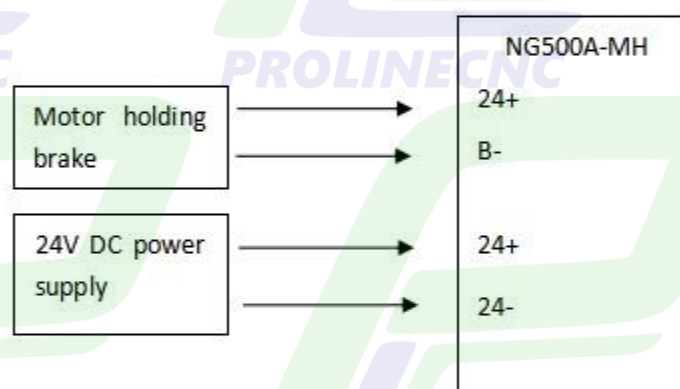 PROLINECNC
NG500A-MH
Motor holding
brake
24+
B-
24V DC power
supply
24+
24-